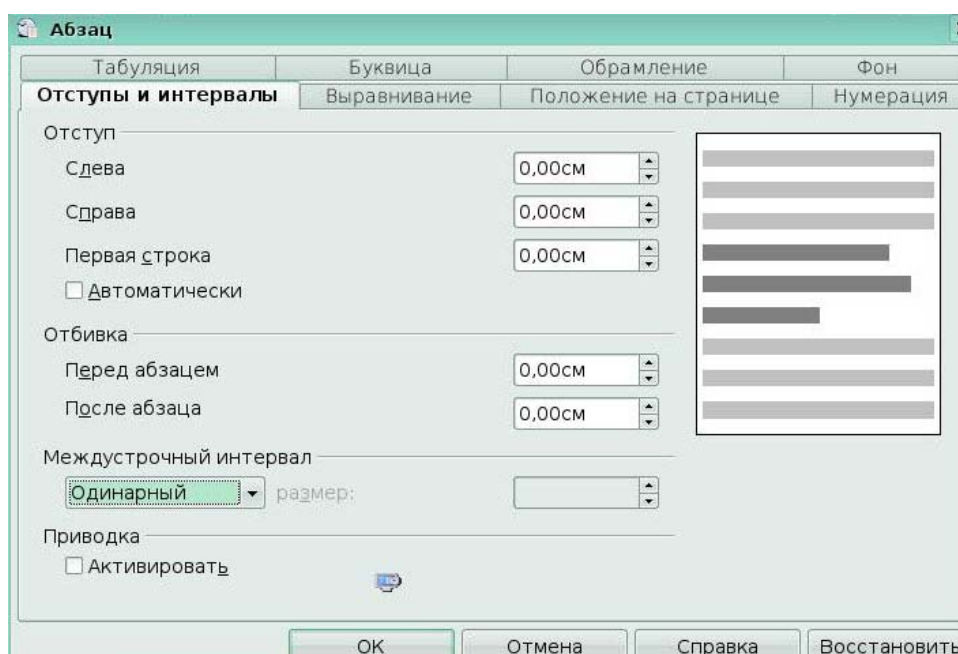 Абзац
Табуляция Буквица Обрамление Фон
Отступы и интервалы Выравнивание Положение на странице Нумерация
Отступ
Слева 0,00см
Справа 0,00см
Первая строка 0,00см
Автоматически
Отбивка
Перед абзацем 0,00см
После абзаца 0,00см
Междустрочный интервал
Одинарный размер:
Приводка
Активировать
ОК Отмена Справка Восстановить